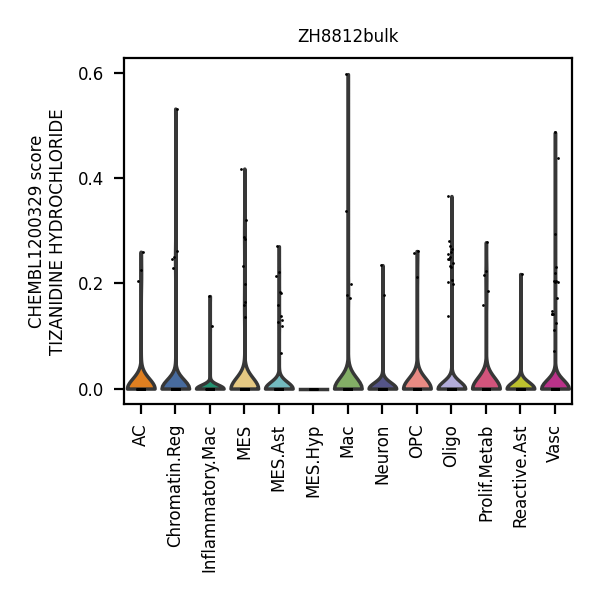 ZH8812bulk
CHEMBL1200329 score
TIZANIDINE HYDROCHLORIDE
0.6
0.4
0.2
0.0
AC
Chromatin.Reg
Inflammatory.Mac
MES
MES.Ast
MES.Hyp
Mac
Neuron
OPC
Oligo
Prolif.Metab
Reactive.Ast
Vasc